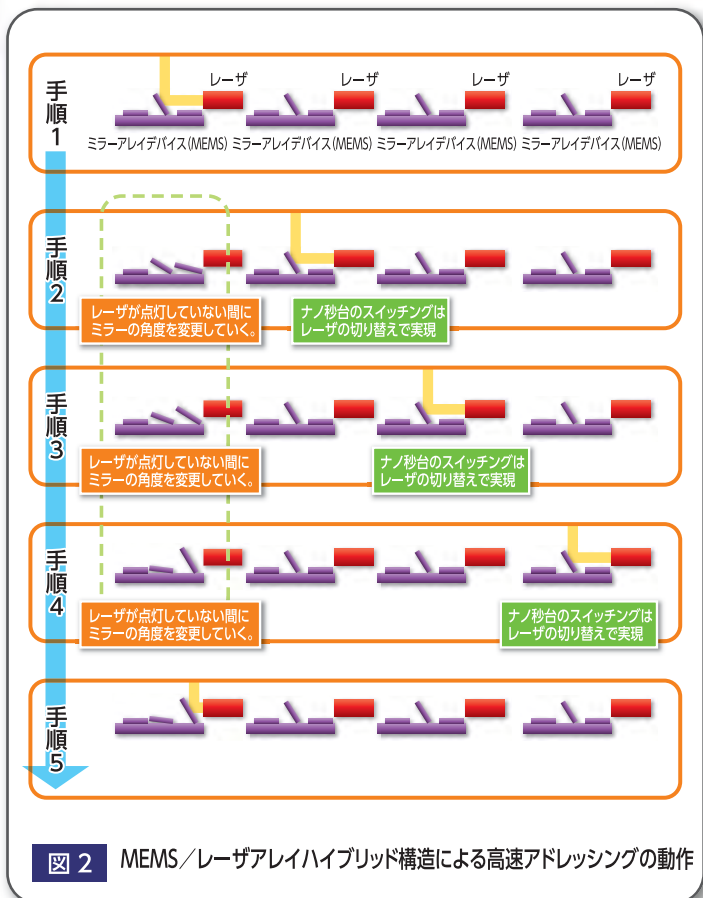 手順1
レーザ レーザ レーザ レーザ
ミラーアレイデバイス(MEMS) ミラーアレイデバイス(MEMS) ミラーアレイデバイス(MEMS) ミラーアレイデバイス(MEMS)
手順2
レーザが点灯していない間に
ミラーの角度を変更していく。
ナノ秒台のスイッチングは
レーザの切り替えで実現
手順3
レーザが点灯していない間に
ミラーの角度を変更していく。
ナノ秒台のスイッチングは
レーザの切り替えで実現
手順4
レーザが点灯していない間に
ミラーの角度を変更していく。
ナノ秒台のスイッチングは
レーザの切り替えで実現
手順5
図2 MEMS／レーザアレイハイブリッド構造による高速アドレッシングの動作